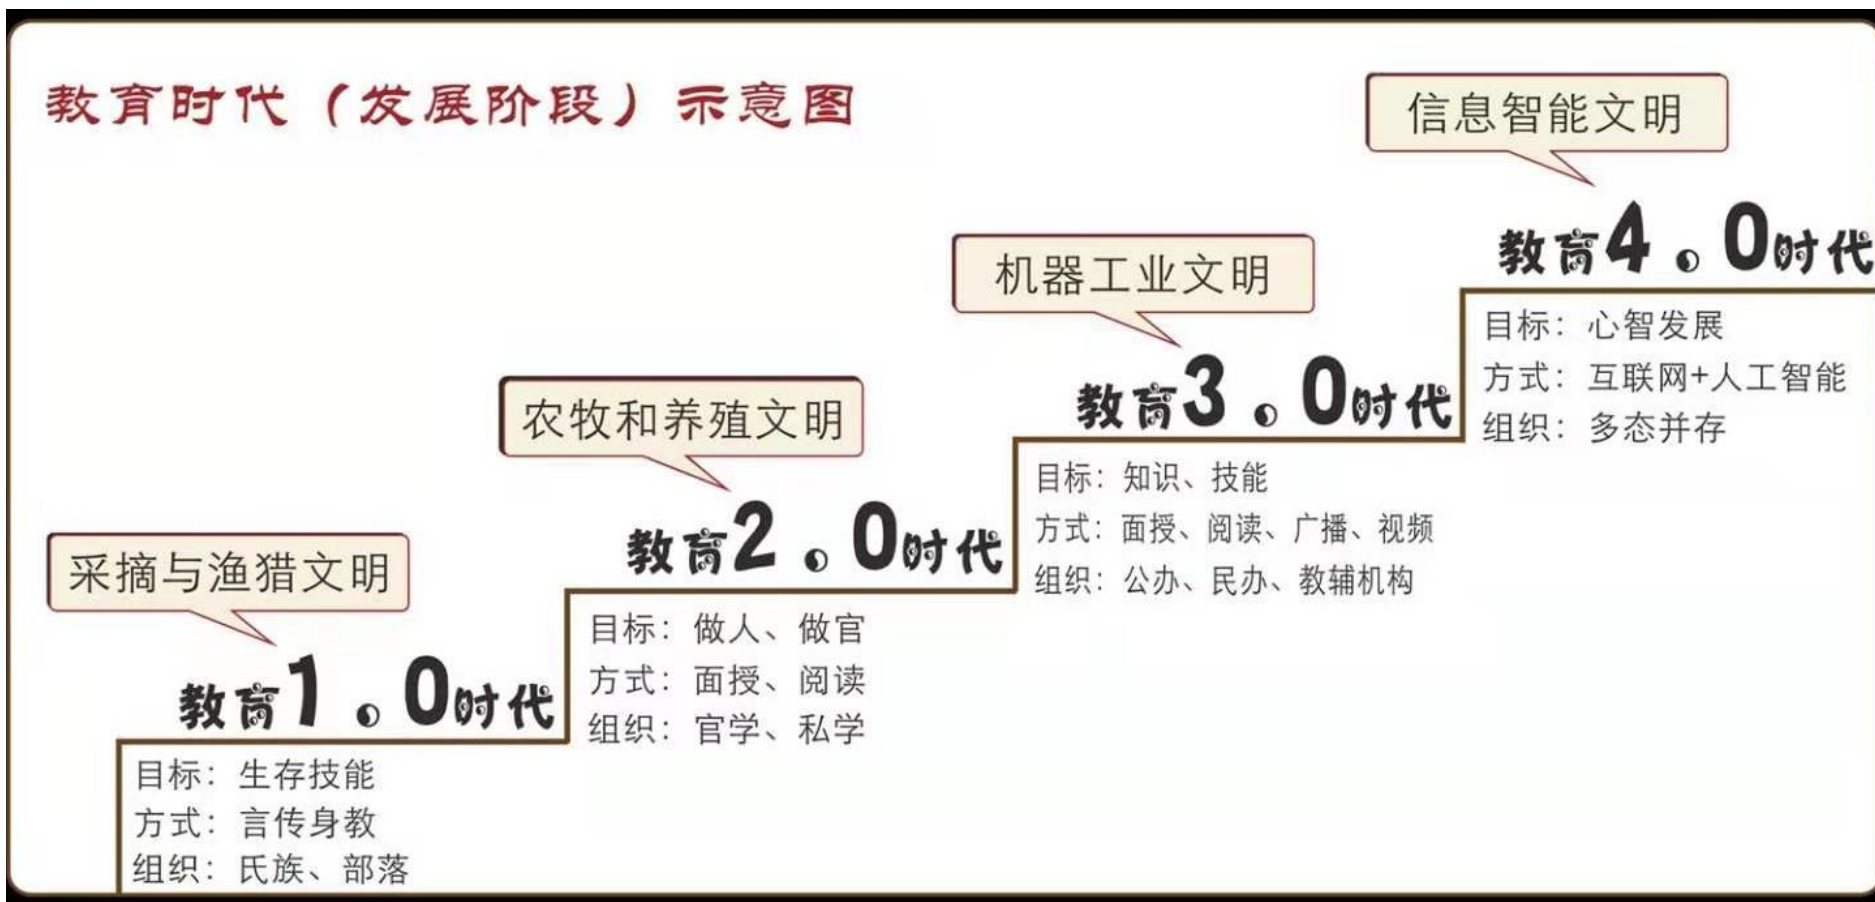 教育时代（发展阶段）示意图
采摘与渔猎文明
教育1.0时代
目标：生存技能
方式：言传身教
组织：氏族、部落
农牧和养殖文明
教育2.0时代
目标：做人、做官
方式：面授、阅读
组织：官学、私学
机器工业文明
教育3.0时代
目标：知识、技能
方式：面授、阅读、广播、视频
组织：公办、民办、教辅机构
信息智能文明
教育4.0时代
目标：心智发展
方式：互联网+人工智能
组织：多态并存